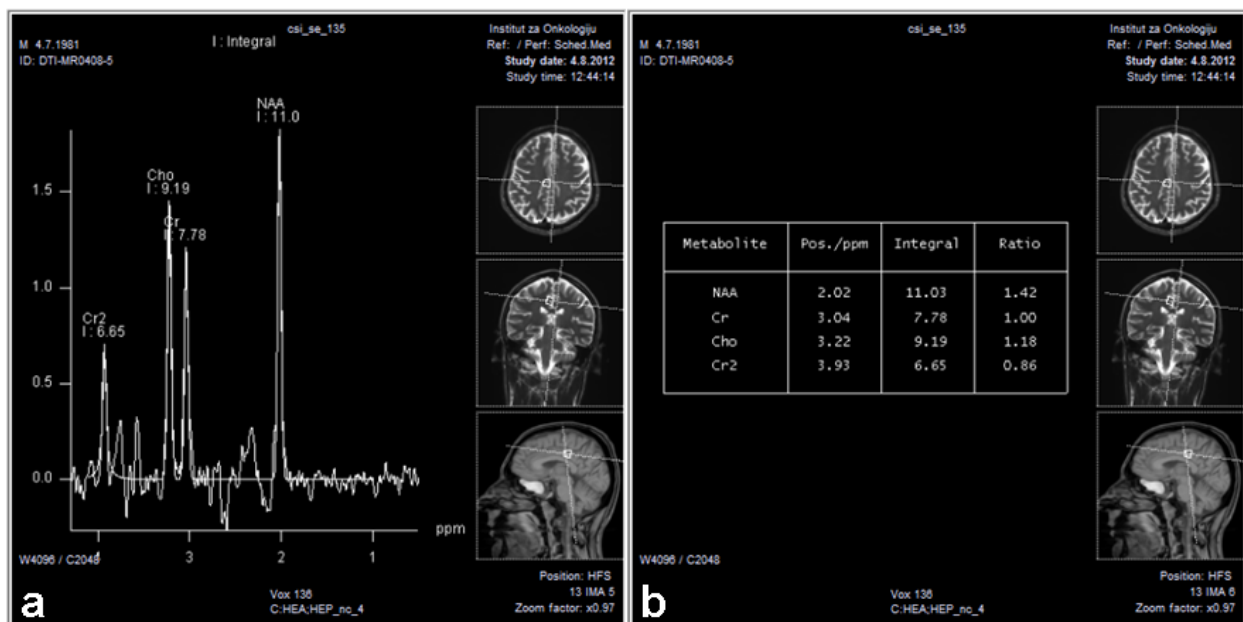 csi_se_135
Institut za Onkologiju
Ref: / Perf: Sched.Med
Study date: 4.8.2012
Study time: 12:44:14
M 4.7.1981
ID: DTI-MR0408-5
I : Integral
NAA
I : 11.0
Cho
I : 9.19
Cr
I : 7.78
Cr2
I : 6.65
1.5
1.0
0.5
0.0
4
3
2
1
ppm
W4096 / C2048
Vox 136
C:HEA;HEP_nc_4
Position: HFS
13 IMA 5
Zoom factor: x0.97
a
csi_se_135
Institut za Onkologiju
Ref: / Perf: Sched.Med
Study date: 4.8.2012
Study time: 12:44:14
M 4.7.1981
ID: DTI-MR0408-5
Metabolite Pos./ppm Integral Ratio
NAA 2.02 11.03 1.42
Cr 3.04 7.78 1.00
Cho 3.22 9.19 1.18
Cr2 3.93 6.65 0.86
W4096 / C2048
Vox 136
C:HEA;HEP_nc_4
Position: HFS
13 IMA 6
Zoom factor: x0.97
b